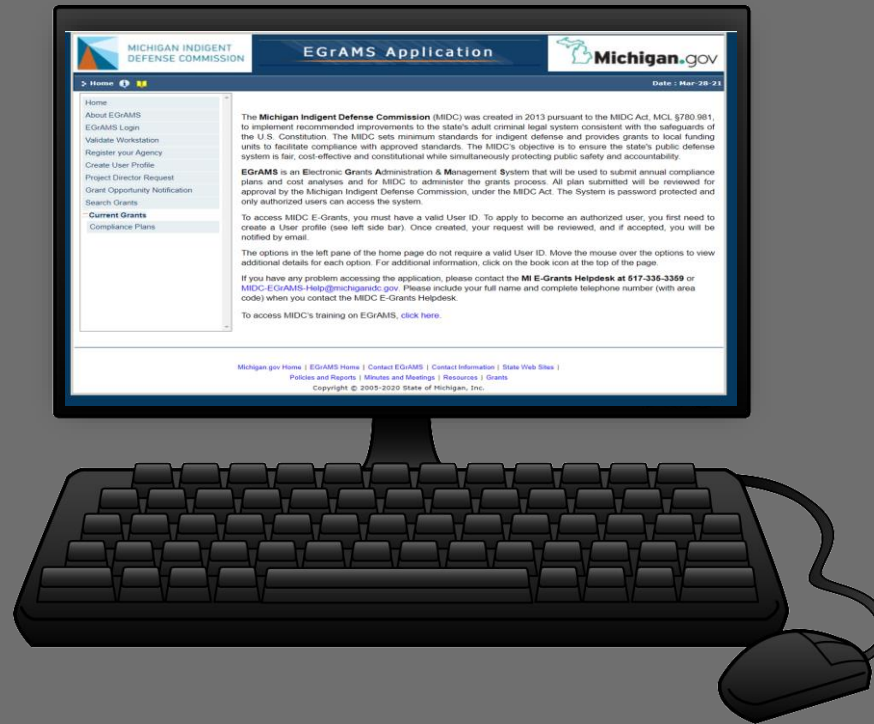 MICHIGAN INDIGENT
DEFENSE COMMISSION
EGrAMS Application
Michigan.gov
> Home
Date : Mar-28-21
Home
About EGrAMS
EGrAMS Login
Validate Workstation
Register your Agency
Create User Profile
Project Director Request
Grant Opportunity Notification
Search Grants
Current Grants
Compliance Plans
The Michigan Indigent Defense Commission (MIDC) was created in 2013 pursuant to the MIDC Act, MCL §780.981,
to implement recommended improvements to the state's adult criminal legal system consistent with the safeguards of
the U.S. Constitution. The MIDC sets minimum standards for indigent defense and provides grants to local funding
units to facilitate compliance with approved standards. The MIDC's objective is to ensure the state's public defense
system is fair, cost-effective and constitutional while simultaneously protecting public safety and accountability.
EGrAMS is an Electronic Grants Administration & Management System that will be used to submit annual compliance
plans and cost analyses and for MIDC to administer the grants process. All plan submitted will be reviewed for
approval by the Michigan Indigent Defense Commission, under the MIDC Act. The System is password protected and
only authorized users can access the system.
To access MIDC E-Grants, you must have a valid User ID. To apply to become an authorized user, you first need to
create a User profile (see left side bar). Once created, your request will be reviewed, and if accepted, you will be
notified by email.
The options in the left pane of the home page do not require a valid User ID. Move the mouse over the options to view
additional details for each option. For additional information, click on the book icon at the top of the page.
If you have any problem accessing the application, please contact the MI E-Grants Helpdesk at 517-335-3359 or
MIDC-EGrAMS-Help@michiganidc.gov. Please include your full name and complete telephone number (with area
code) when you contact the MIDC E-Grants Helpdesk.
To access MIDC's training on EGrAMS, click here.
Michigan.gov Home | EGrAMS Home | Contact EGrAMS | Contact Information | State Web Sites |
Policies and Reports | Minutes and Meetings | Resources | Grants
Copyright © 2005-2020 State of Michigan, Inc.